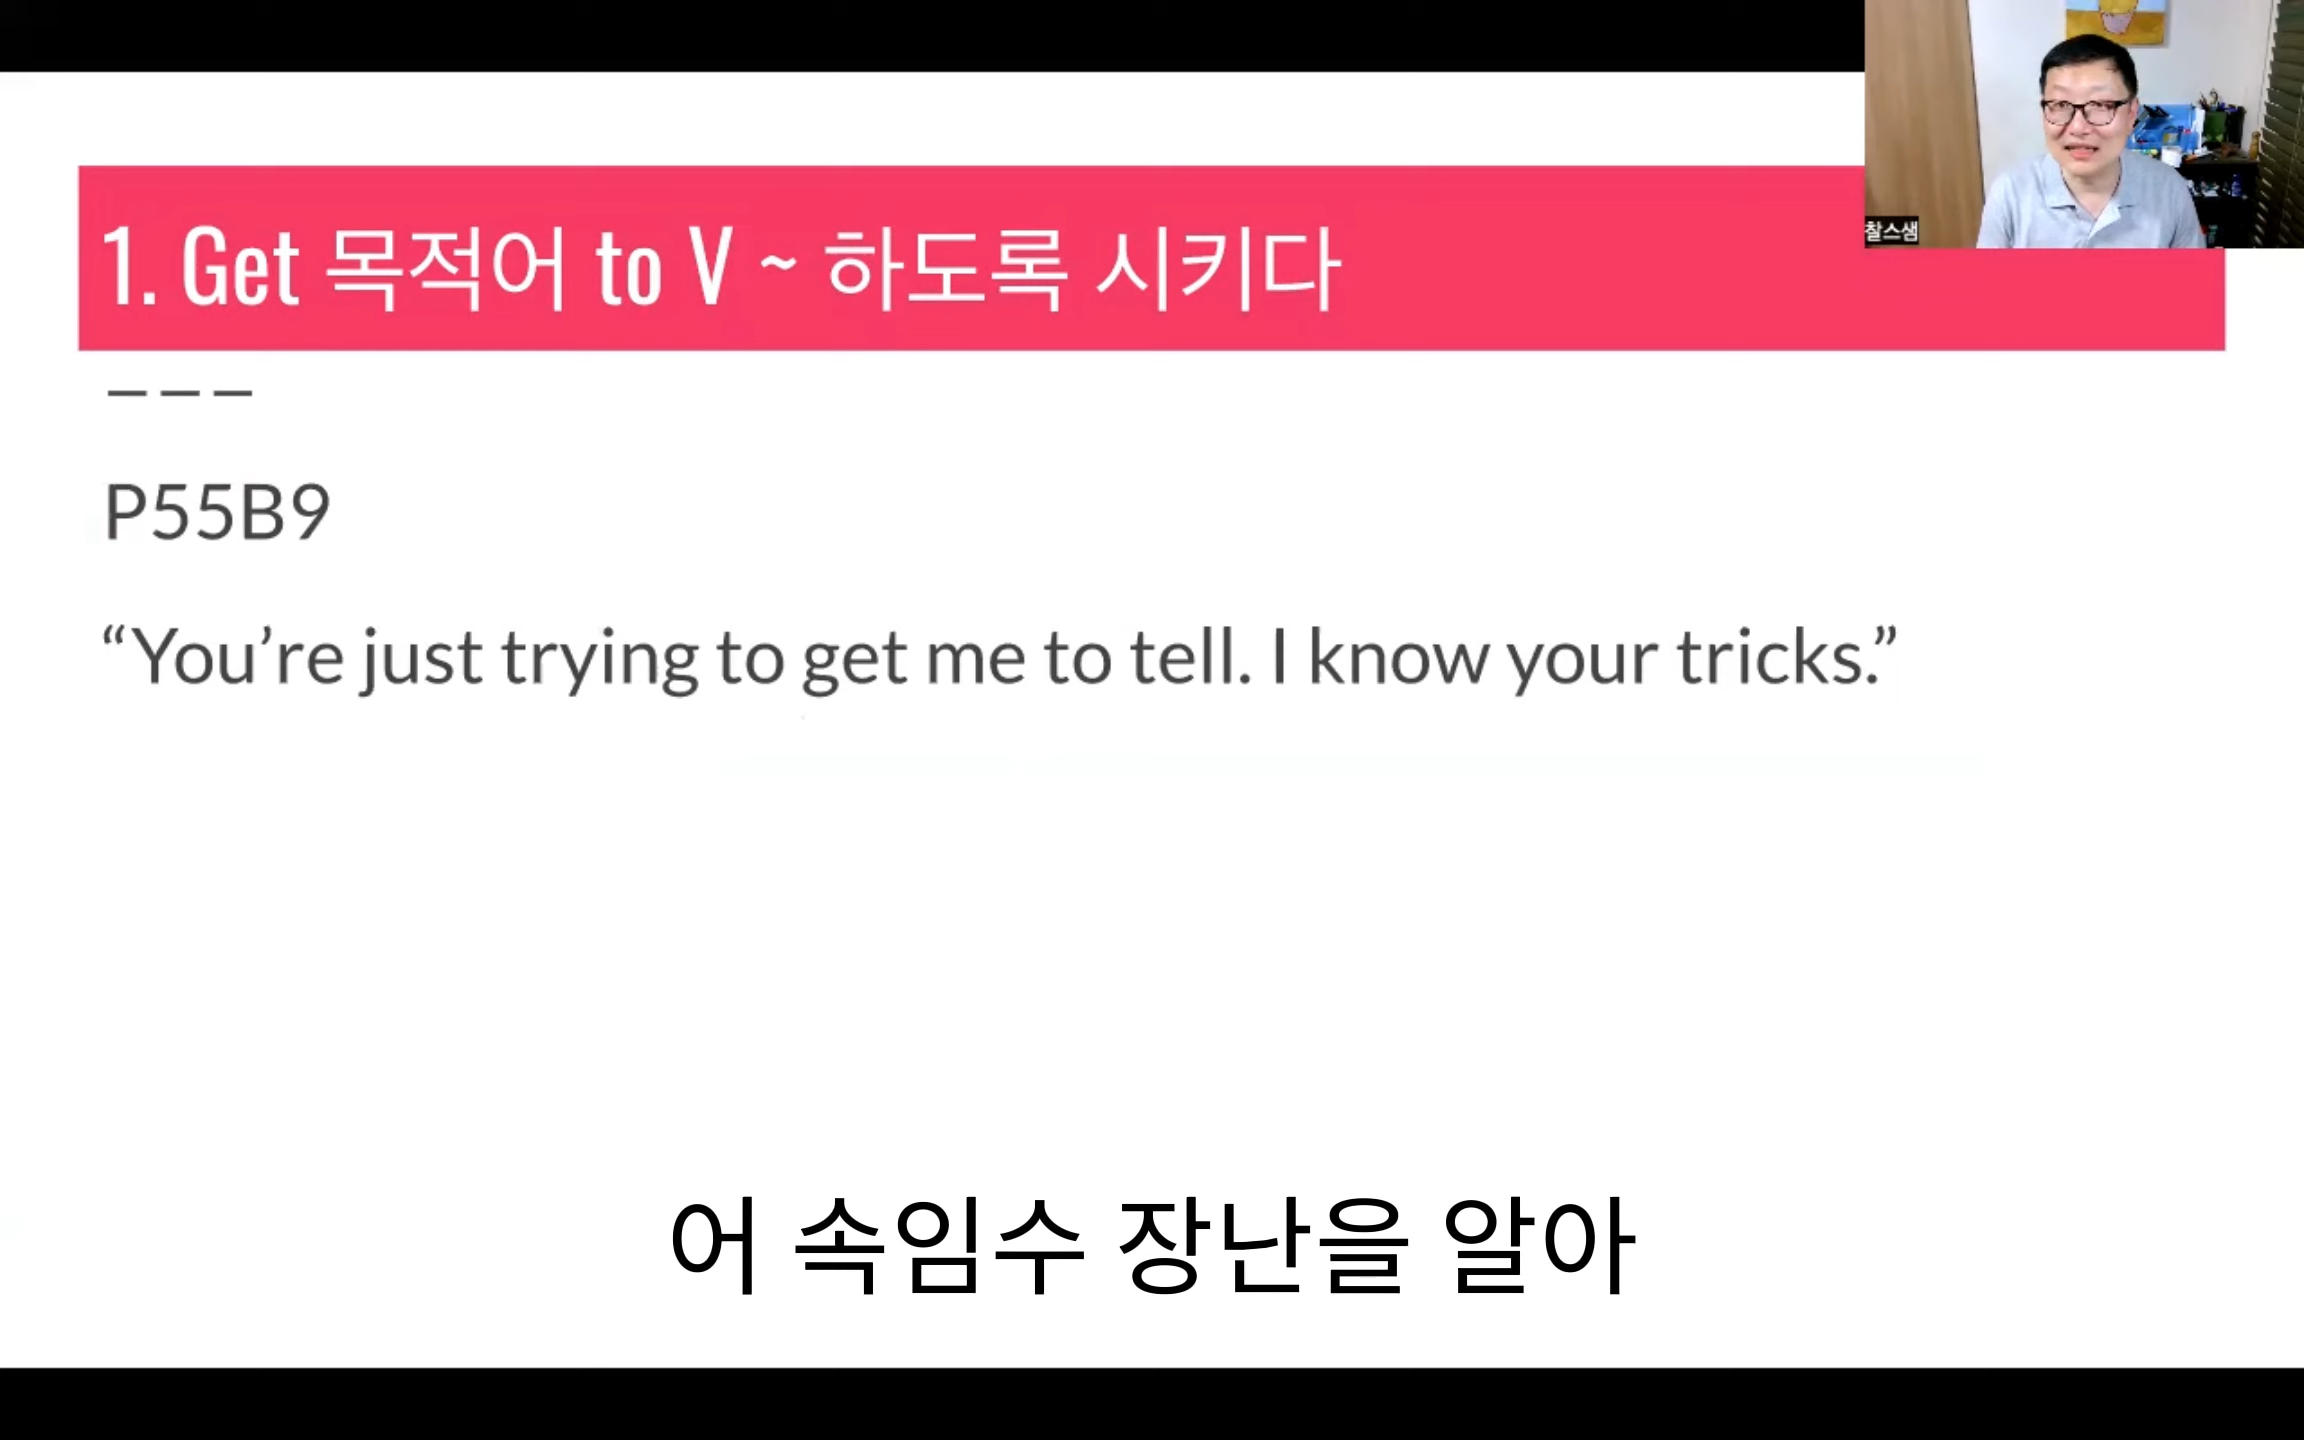 찰스샘
1. Get 목적어 to V ~ 하도록 시키다
– – –
P55B9
“You’re just trying to get me to tell. I know your tricks.”
어 속임수 장난을 알아